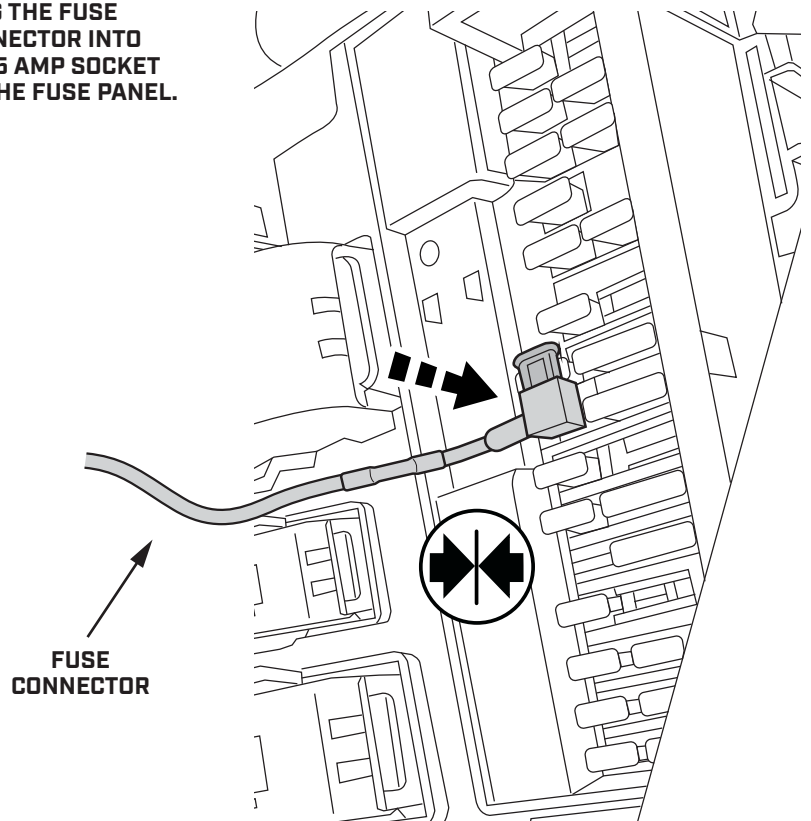 THE FUSE
NECTOR INTO
5 AMP SOCKET
HE FUSE PANEL.
FUSE
CONNECTOR